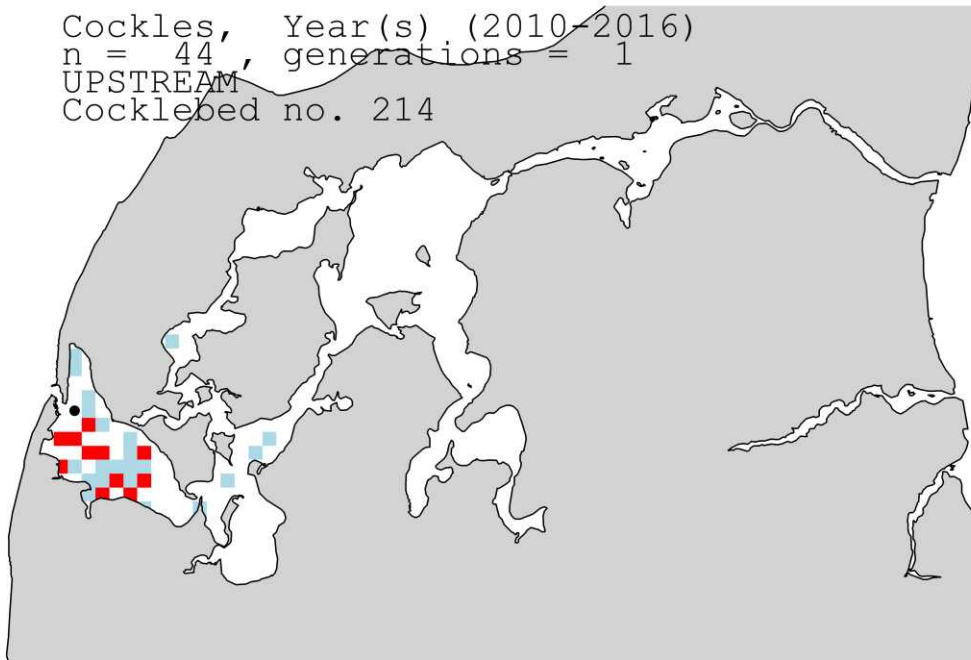 Cockles, Year(s) (2010-2016)
n = 44 , generations = 1
UPSTREAM
Cocklebed no. 214